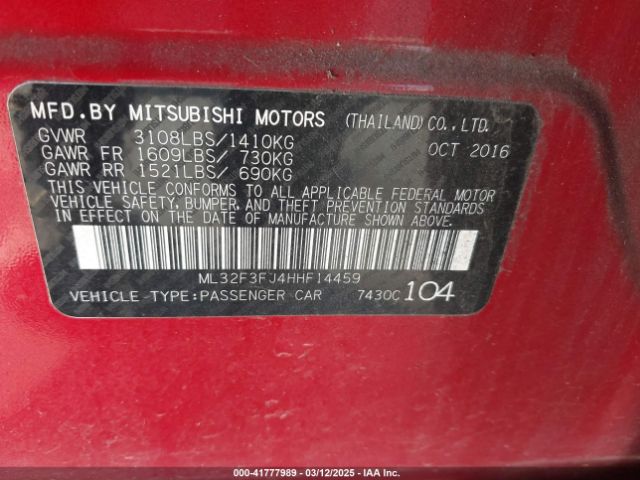 MFD.BY MITSUBISHI MOTORS (THAILAND) CO.,LTD.
GVWR 3108LBS/1410KG OCT 2016
GAWR FR 1609LBS/ 730KG
GAWR RR 1521LBS/ 690KG
THIS VEHICLE CONFORMS TO ALL APPLICABLE FEDERAL MOTOR
VEHICLE SAFETY, BUMPER, AND THEFT PREVENTION STANDARDS
IN EFFECT ON THE DATE OF MANUFACTURE SHOWN ABOVE.
ML32F3FJ4HHF14459
VEHICLE TYPE:PASSENGER CAR 7430C 104
000-41777989 | 03/12/2025 | IAA, Inc.